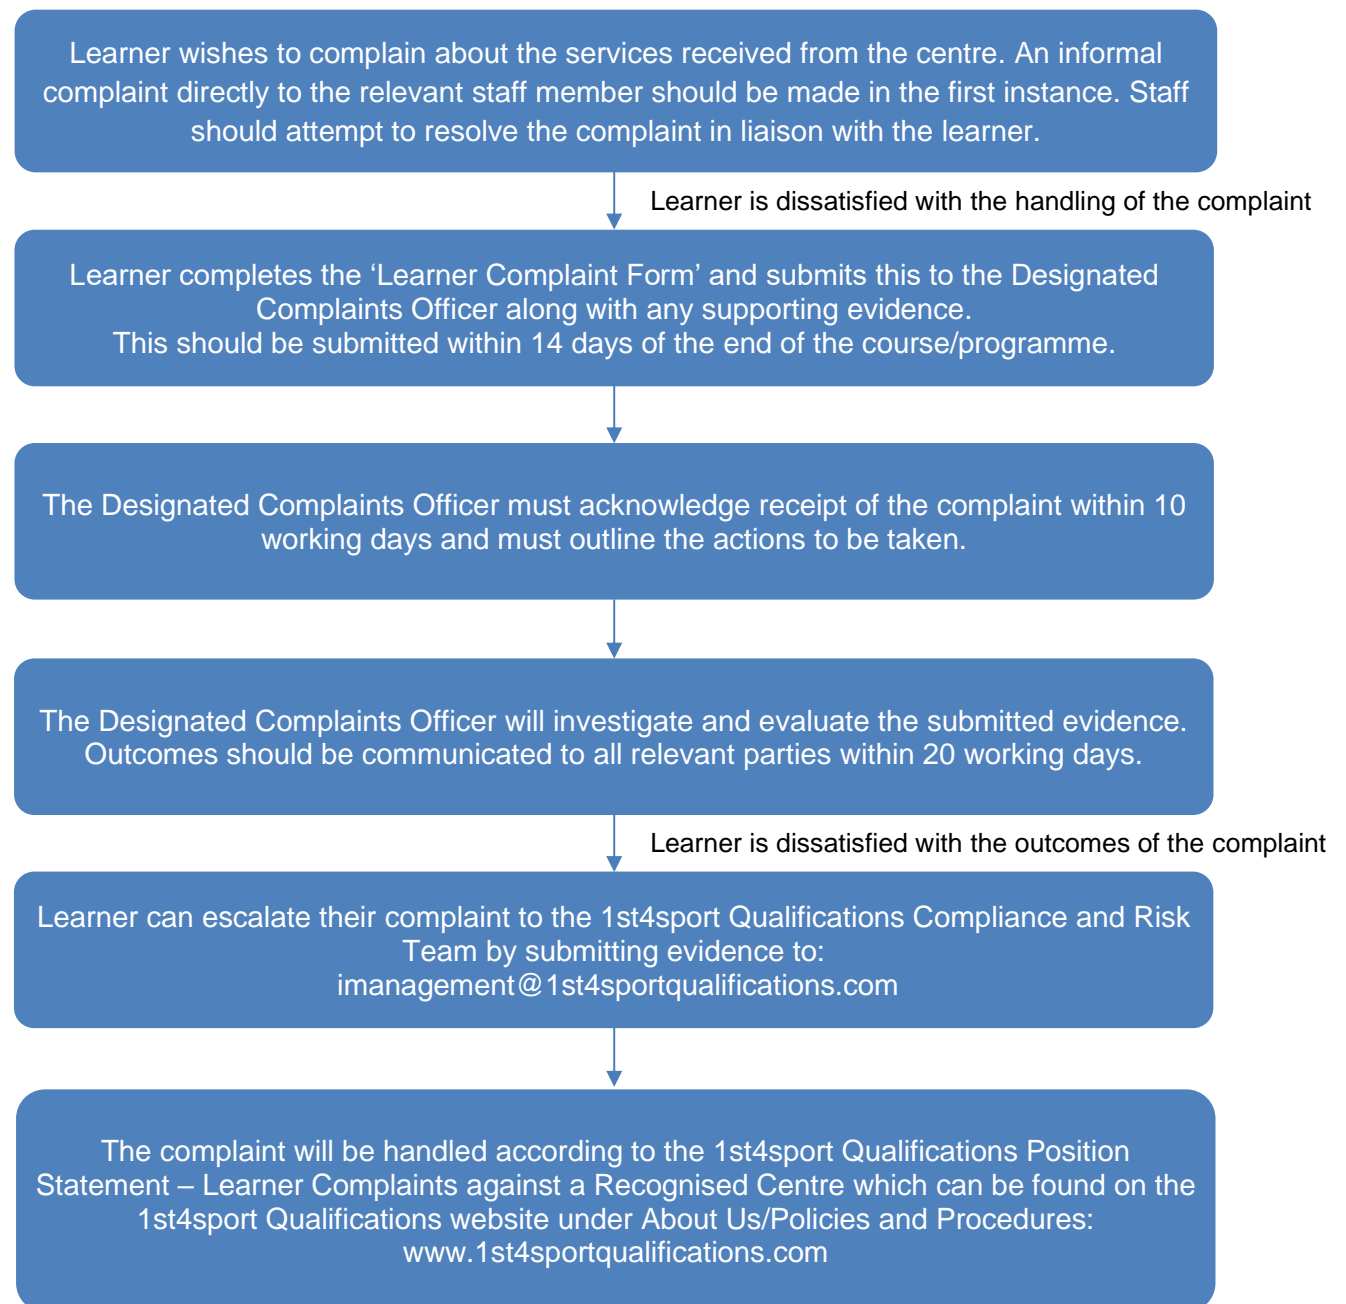 Learner wishes to complain about the services received from the centre. An informal
complaint directly to the relevant staff member should be made in the first instance. Staff
should attempt to resolve the complaint in liaison with the learner.
Learner is dissatisfied with the handling of the complaint
Learner completes the ‘Learner Complaint Form’ and submits this to the Designated
Complaints Officer along with any supporting evidence.
This should be submitted within 14 days of the end of the course/programme.
The Designated Complaints Officer must acknowledge receipt of the complaint within 10
working days and must outline the actions to be taken.
The Designated Complaints Officer will investigate and evaluate the submitted evidence.
Outcomes should be communicated to all relevant parties within 20 working days.
Learner is dissatisfied with the outcomes of the complaint
Learner can escalate their complaint to the 1st4sport Qualifications Compliance and Risk
Team by submitting evidence to:
imanagement@1st4sportqualifications.com
The complaint will be handled according to the 1st4sport Qualifications Position
Statement – Learner Complaints against a Recognised Centre which can be found on the
1st4sport Qualifications website under About Us/Policies and Procedures:
www.1st4sportqualifications.com